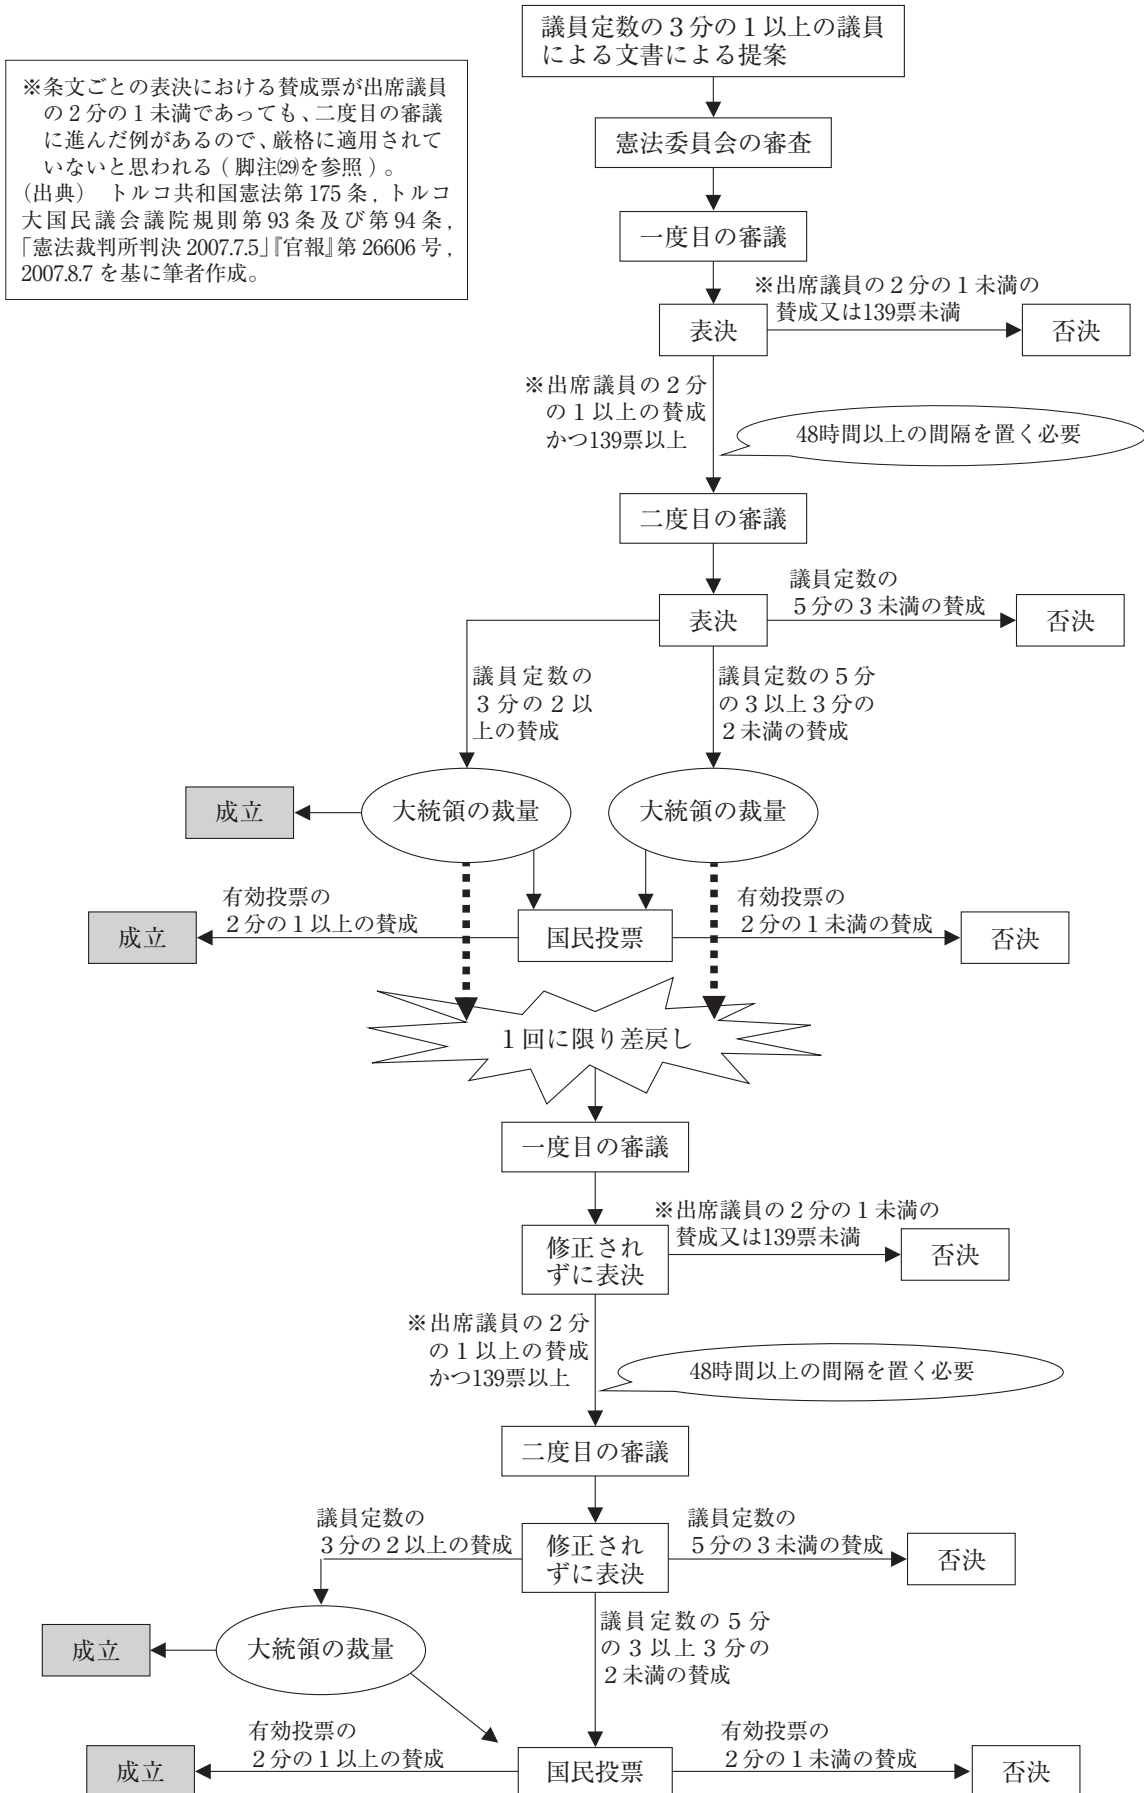 議員定数の3分の1以上の議員
による文書による提案
※条文ごとの表決における賛成票が出席議員
の2分の1未満であっても、二度目の審議
に進んだ例があるので、厳格に適用されて
いないと思われる（脚注(29)を参照）。
（出典） トルコ共和国憲法第175条，トルコ
大国民議会議院規則第93条及び第94条，
「憲法裁判所判決 2007.7.5」『官報』第26606号，
2007.8.7を基に筆者作成。
憲法委員会の審査
一度目の審議
※出席議員の2分の1未満の
賛成又は139票未満
表決
否決
※出席議員の2分
の1以上の賛成
かつ139票以上
48時間以上の間隔を置く必要
二度目の審議
議員定数の
5分の3未満の賛成
表決
否決
議員定数の
3分の2以
上の賛成
議員定数の5分
の3以上3分の
2未満の賛成
成立
大統領の裁量
大統領の裁量
有効投票の
2分の1以上の賛成
有効投票の
2分の1未満の賛成
成立
国民投票
否決
1回に限り差戻し
一度目の審議
※出席議員の2分の1未満の
賛成又は139票未満
修正され
ずに表決
否決
※出席議員の2分
の1以上の賛成
かつ139票以上
48時間以上の間隔を置く必要
二度目の審議
議員定数の
3分の2以上の賛成
修正され
ずに表決
議員定数の
5分の3未満の賛成
否決
議員定数の5分
の3以上3分の
2未満の賛成
成立
大統領の裁量
有効投票の
2分の1以上の賛成
有効投票の
2分の1未満の賛成
成立
国民投票
否決